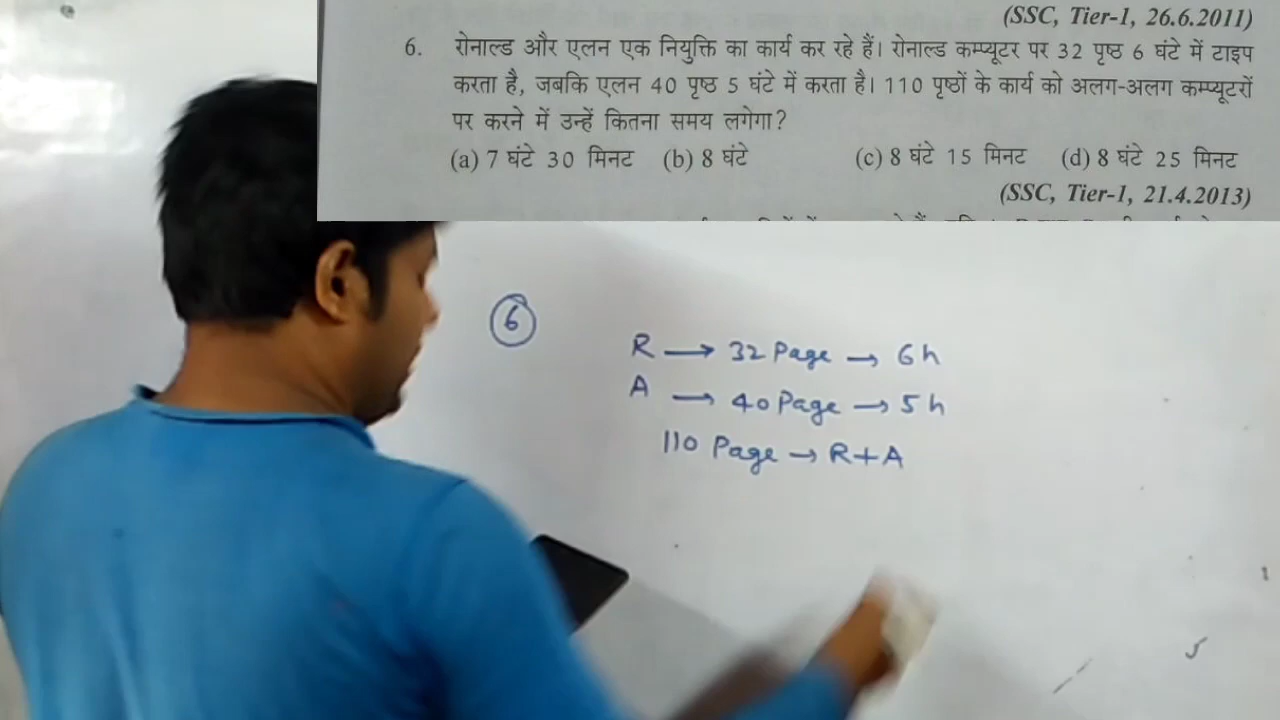 (SSC, Tier-1, 26.6.2011)
6. रोनाल्ड और एलन एक नियुक्ति का कार्य कर रहे हैं। रोनाल्ड कम्प्यूटर पर 32 पृष्ठ 6 घंटे में टाइप
करता है, जबकि एलन 40 पृष्ठ 5 घंटे में करता है। 110 पृष्ठों के कार्य को अलग-अलग कम्प्यूटरों
पर करने में उन्हें कितना समय लगेगा?
(a) 7 घंटे 30 मिनट (b) 8 घंटे (c) 8 घंटे 15 मिनट (d) 8 घंटे 25 मिनट
(SSC, Tier-1, 21.4.2013)
6
R → 32 Page → 6h
A → 40 Page → 5h
110 Page → R+A